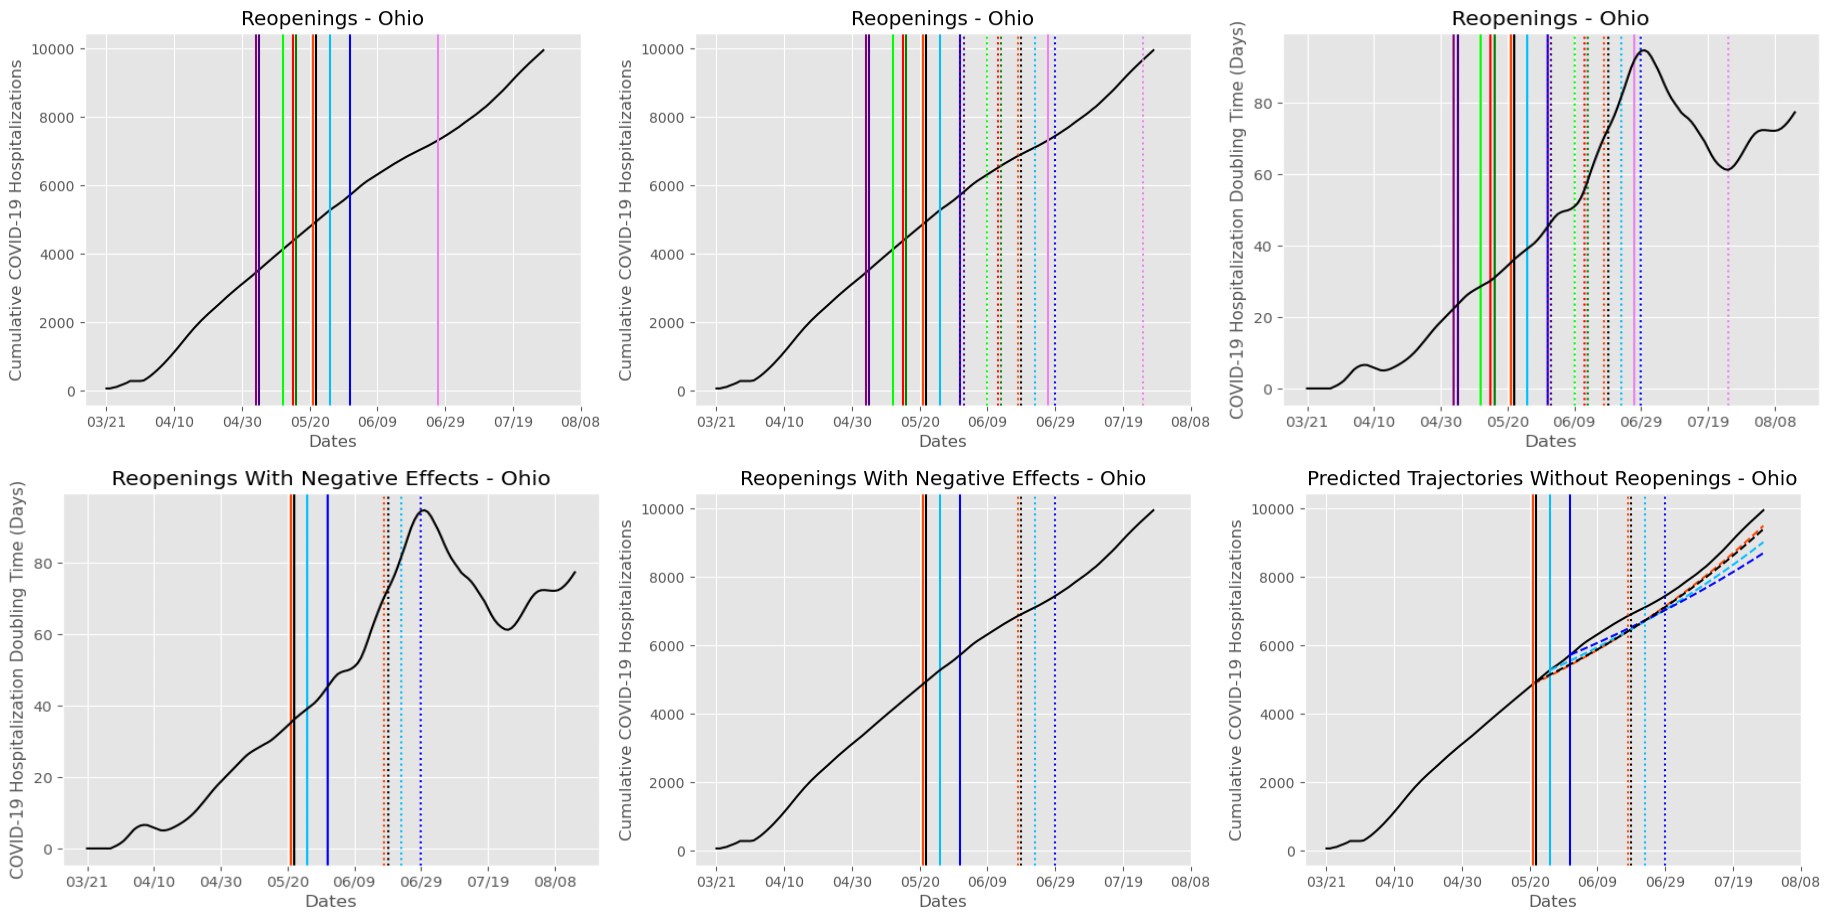 Reopenings - Ohio
Cumulative COVID-19 Hospitalizations
10000
8000
6000
4000
2000
0
03/21 04/10 04/30 05/20 06/09 06/29 07/19 08/08
Dates
Reopenings - Ohio
Cumulative COVID-19 Hospitalizations
10000
8000
6000
4000
2000
0
03/21 04/10 04/30 05/20 06/09 06/29 07/19 08/08
Dates
Reopenings - Ohio
COVID-19 Hospitalization Doubling Time (Days)
80
60
40
20
0
03/21 04/10 04/30 05/20 06/09 06/29 07/19 08/08
Dates
Reopenings With Negative Effects - Ohio
COVID-19 Hospitalization Doubling Time (Days)
80
60
40
20
0
03/21 04/10 04/30 05/20 06/09 06/29 07/19 08/08
Dates
Reopenings With Negative Effects - Ohio
Cumulative COVID-19 Hospitalizations
10000
8000
6000
4000
2000
0
03/21 04/10 04/30 05/20 06/09 06/29 07/19 08/08
Dates
Predicted Trajectories Without Reopenings - Ohio
Cumulative COVID-19 Hospitalizations
10000
8000
6000
4000
2000
0
03/21 04/10 04/30 05/20 06/09 06/29 07/19 08/08
Dates